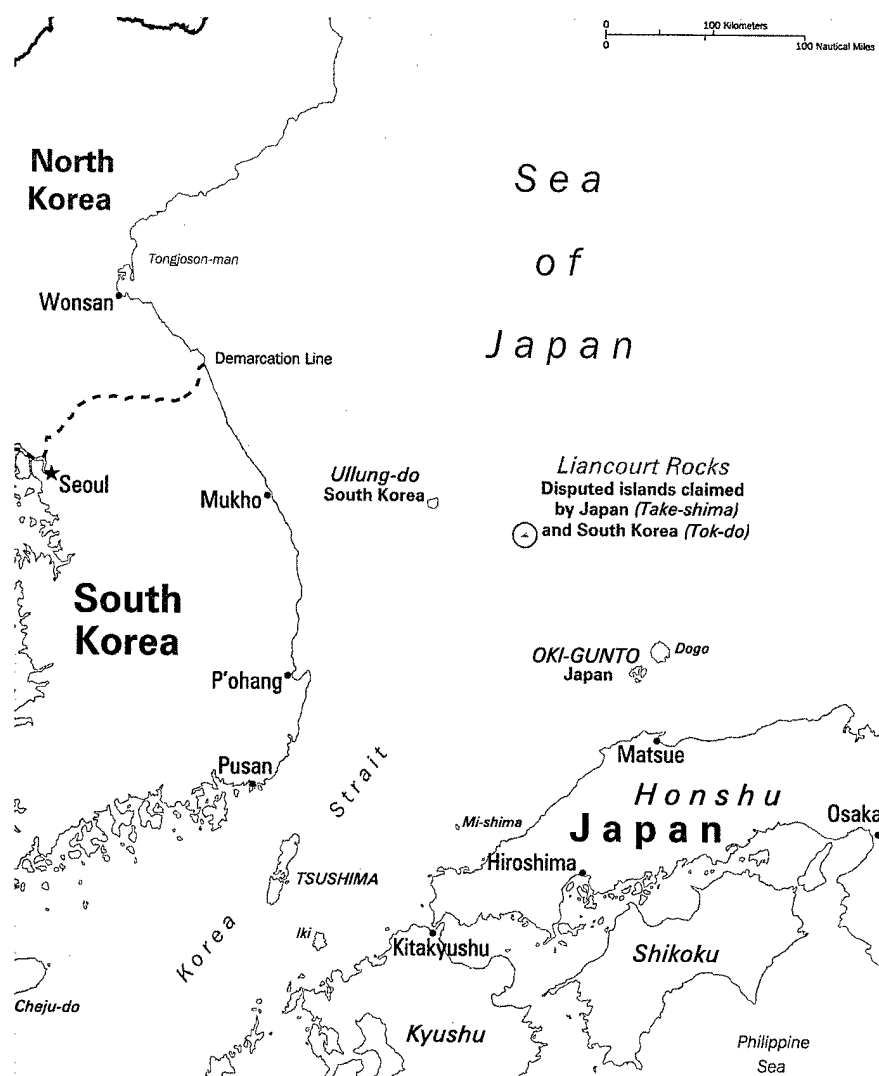 0 100 Kilometers
0 100 Nautical Miles
North
Korea
Sea
of
Japan
Tongjoson-man
Wonsan
Demarcation Line
Seoul
Mukho
Ullung-do
South Korea
Liancourt Rocks
Disputed islands claimed
by Japan (Take-shima)
and South Korea (Tok-do)
South
Korea
P'ohang
OKI-GUNTO
Japan
Dogo
Pusan
Korea Strait
Matsue
Honshu
Japan
Osaka
Mi-shima
Hiroshima
TSUSHIMA
Iki
Kitakyushu
Shikoku
Cheju-do
Kyushu
Philippine
Sea